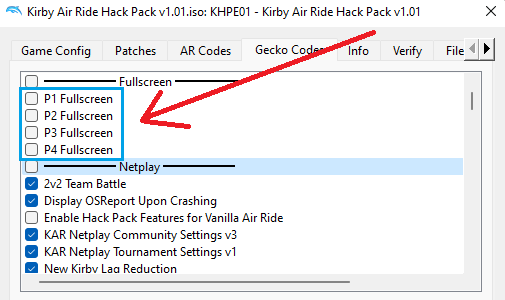 Kirby Air Ride Hack Pack v1.01.iso: KHPE01 - Kirby Air Ride Hack Pack v1.01
Game Config Patches AR Codes Gecko Codes Info Verify File
Fullscreen
P1 Fullscreen
P2 Fullscreen
P3 Fullscreen
P4 Fullscreen
Netplay
2v2 Team Battle
Display OSReport Upon Crashing
Enable Hack Pack Features for Vanilla Air Ride
KAR Netplay Community Settings v3
KAR Netplay Tournament Settings v1
New Kirby Lag Reduction